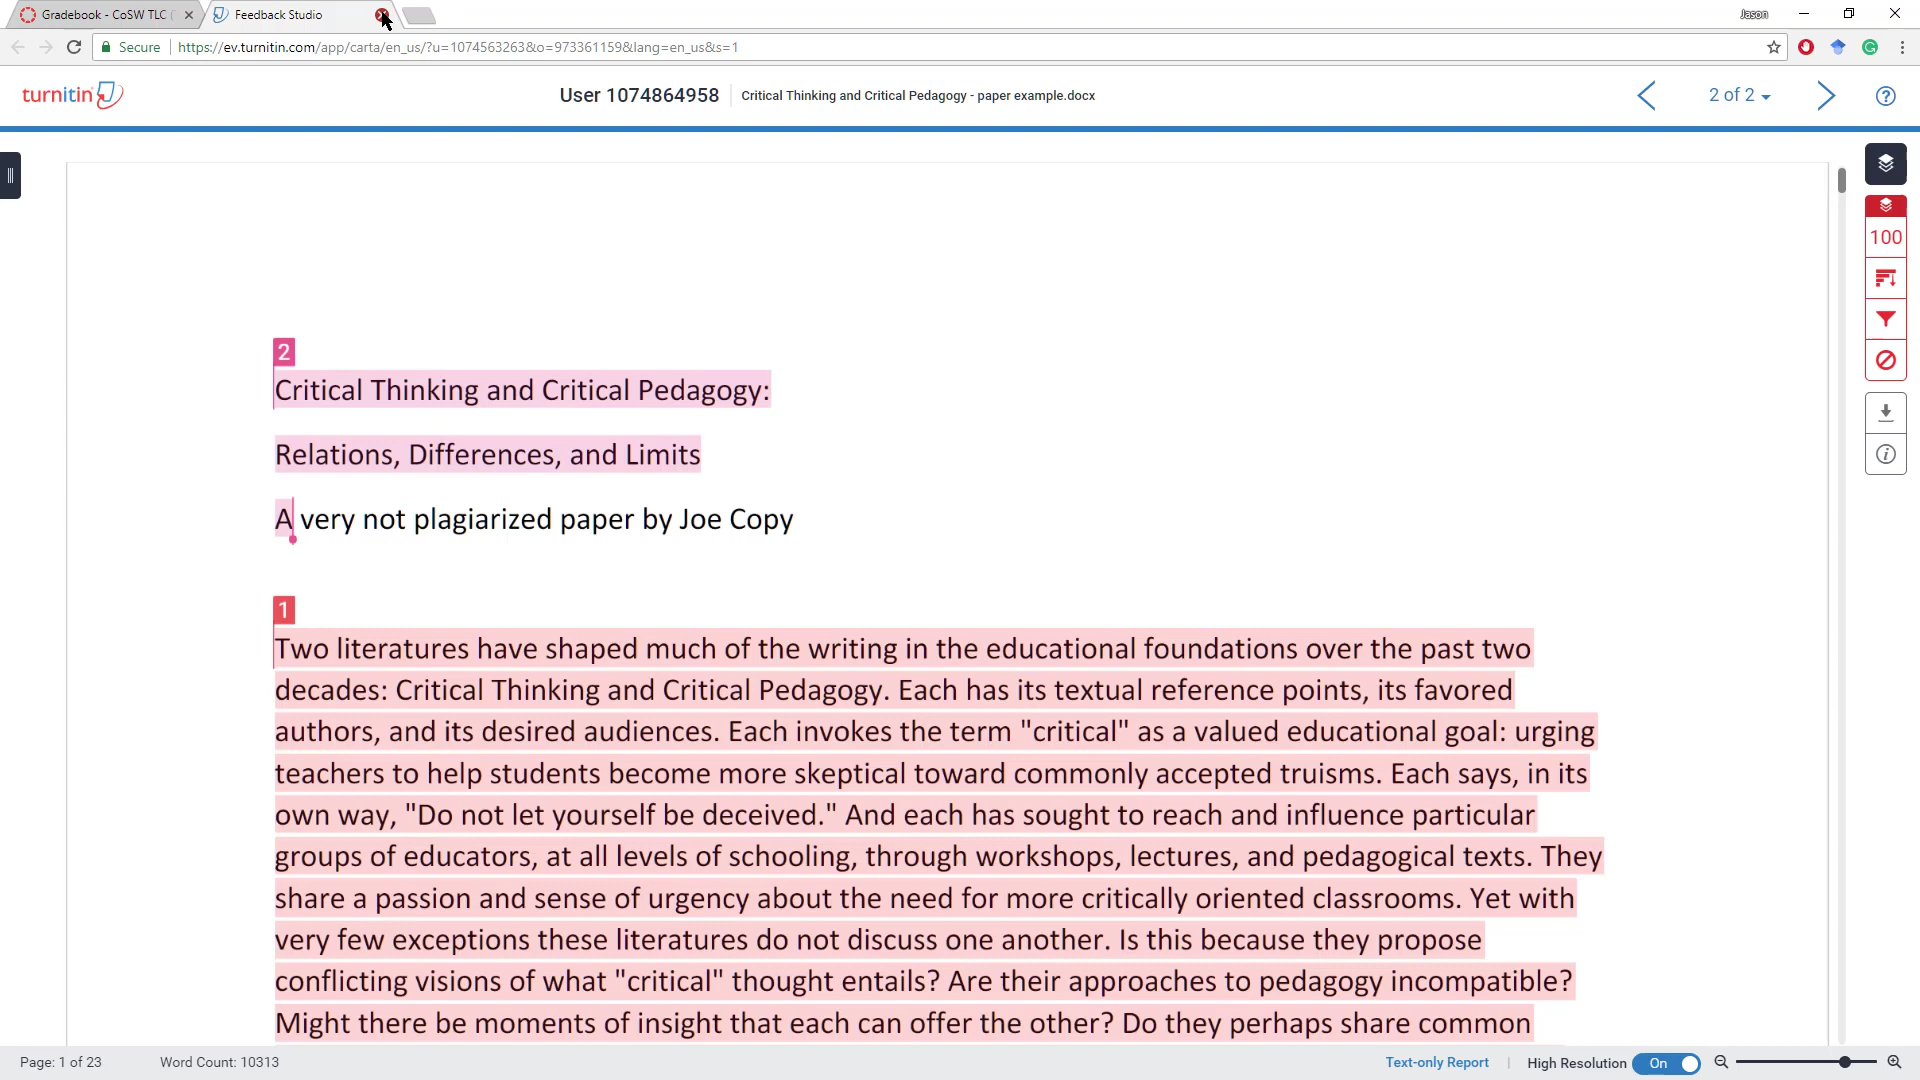 Gradebook - CoSW TLC (
Feedback Studio
Jason
Secure
https://ev.turnitin.com/app/carta/en_us/?u=1074563263&o=973361159&lang=en_us&s=1
turnitin
User 1074864958
Critical Thinking and Critical Pedagogy - paper example.docx
2 of 2
?
100
2
Critical Thinking and Critical Pedagogy:
Relations, Differences, and Limits
A very not plagiarized paper by Joe Copy
1
Two literatures have shaped much of the writing in the educational foundations over the past two
decades: Critical Thinking and Critical Pedagogy. Each has its textual reference points, its favored
authors, and its desired audiences. Each invokes the term "critical" as a valued educational goal: urging
teachers to help students become more skeptical toward commonly accepted truisms. Each says, in its
own way, "Do not let yourself be deceived." And each has sought to reach and influence particular
groups of educators, at all levels of schooling, through workshops, lectures, and pedagogical texts. They
share a passion and sense of urgency about the need for more critically oriented classrooms. Yet with
very few exceptions these literatures do not discuss one another. Is this because they propose
conflicting visions of what "critical" thought entails? Are their approaches to pedagogy incompatible?
Might there be moments of insight that each can offer the other? Do they perhaps share common
Page: 1 of 23
Word Count: 10313
Text-only Report
High Resolution
On